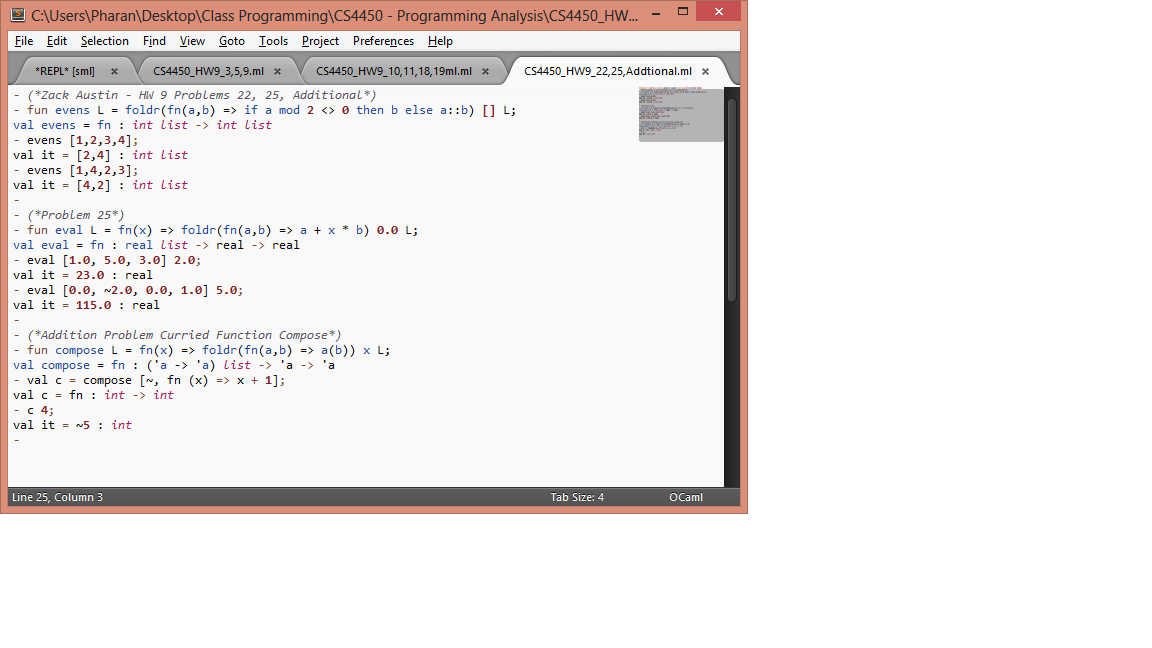 C:\Users\Pharan\Desktop\Class Programming\CS4450 - Programming Analysis\CS4450_HW...
File Edit Selection Find View Goto Tools Project Preferences Help
*REPL* [sml] × CS4450_HW9_3,5,9.ml × CS4450_HW9_10,11,18,19ml.ml × CS4450_HW9_22,25,Addtional.ml ×
- (*Zack Austin - HW 9 Problems 22, 25, Additional*)
- fun evens L = foldr(fn(a,b) => if a mod 2 <> 0 then b else a::b) [] L;
val evens = fn : int list -> int list
- evens [1,2,3,4];
val it = [2,4] : int list
- evens [1,4,2,3];
val it = [4,2] : int list
-
- (*Problem 25*)
- fun eval L = fn(x) => foldr(fn(a,b) => a + x * b) 0.0 L;
val eval = fn : real list -> real -> real
- eval [1.0, 5.0, 3.0] 2.0;
val it = 23.0 : real
- eval [0.0, ~2.0, 0.0, 1.0] 5.0;
val it = 115.0 : real
-
- (*Addition Problem Curried Function Compose*)
- fun compose L = fn(x) => foldr(fn(a,b) => a(b)) x L;
val compose = fn : ('a -> 'a) list -> 'a -> 'a
- val c = compose [~, fn (x) => x + 1];
val c = fn : int -> int
- c 4;
val it = ~5 : int
-
Line 25, Column 3 Tab Size: 4 OCaml